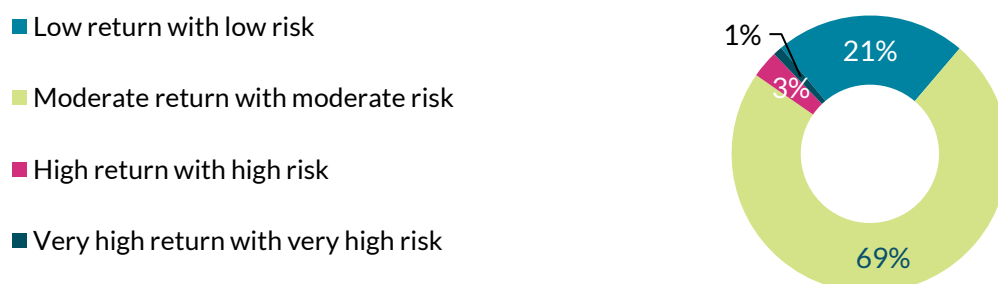 Low return with low risk
Moderate return with moderate risk
High return with high risk
Very high return with very high risk
1%
21%
3%
69%